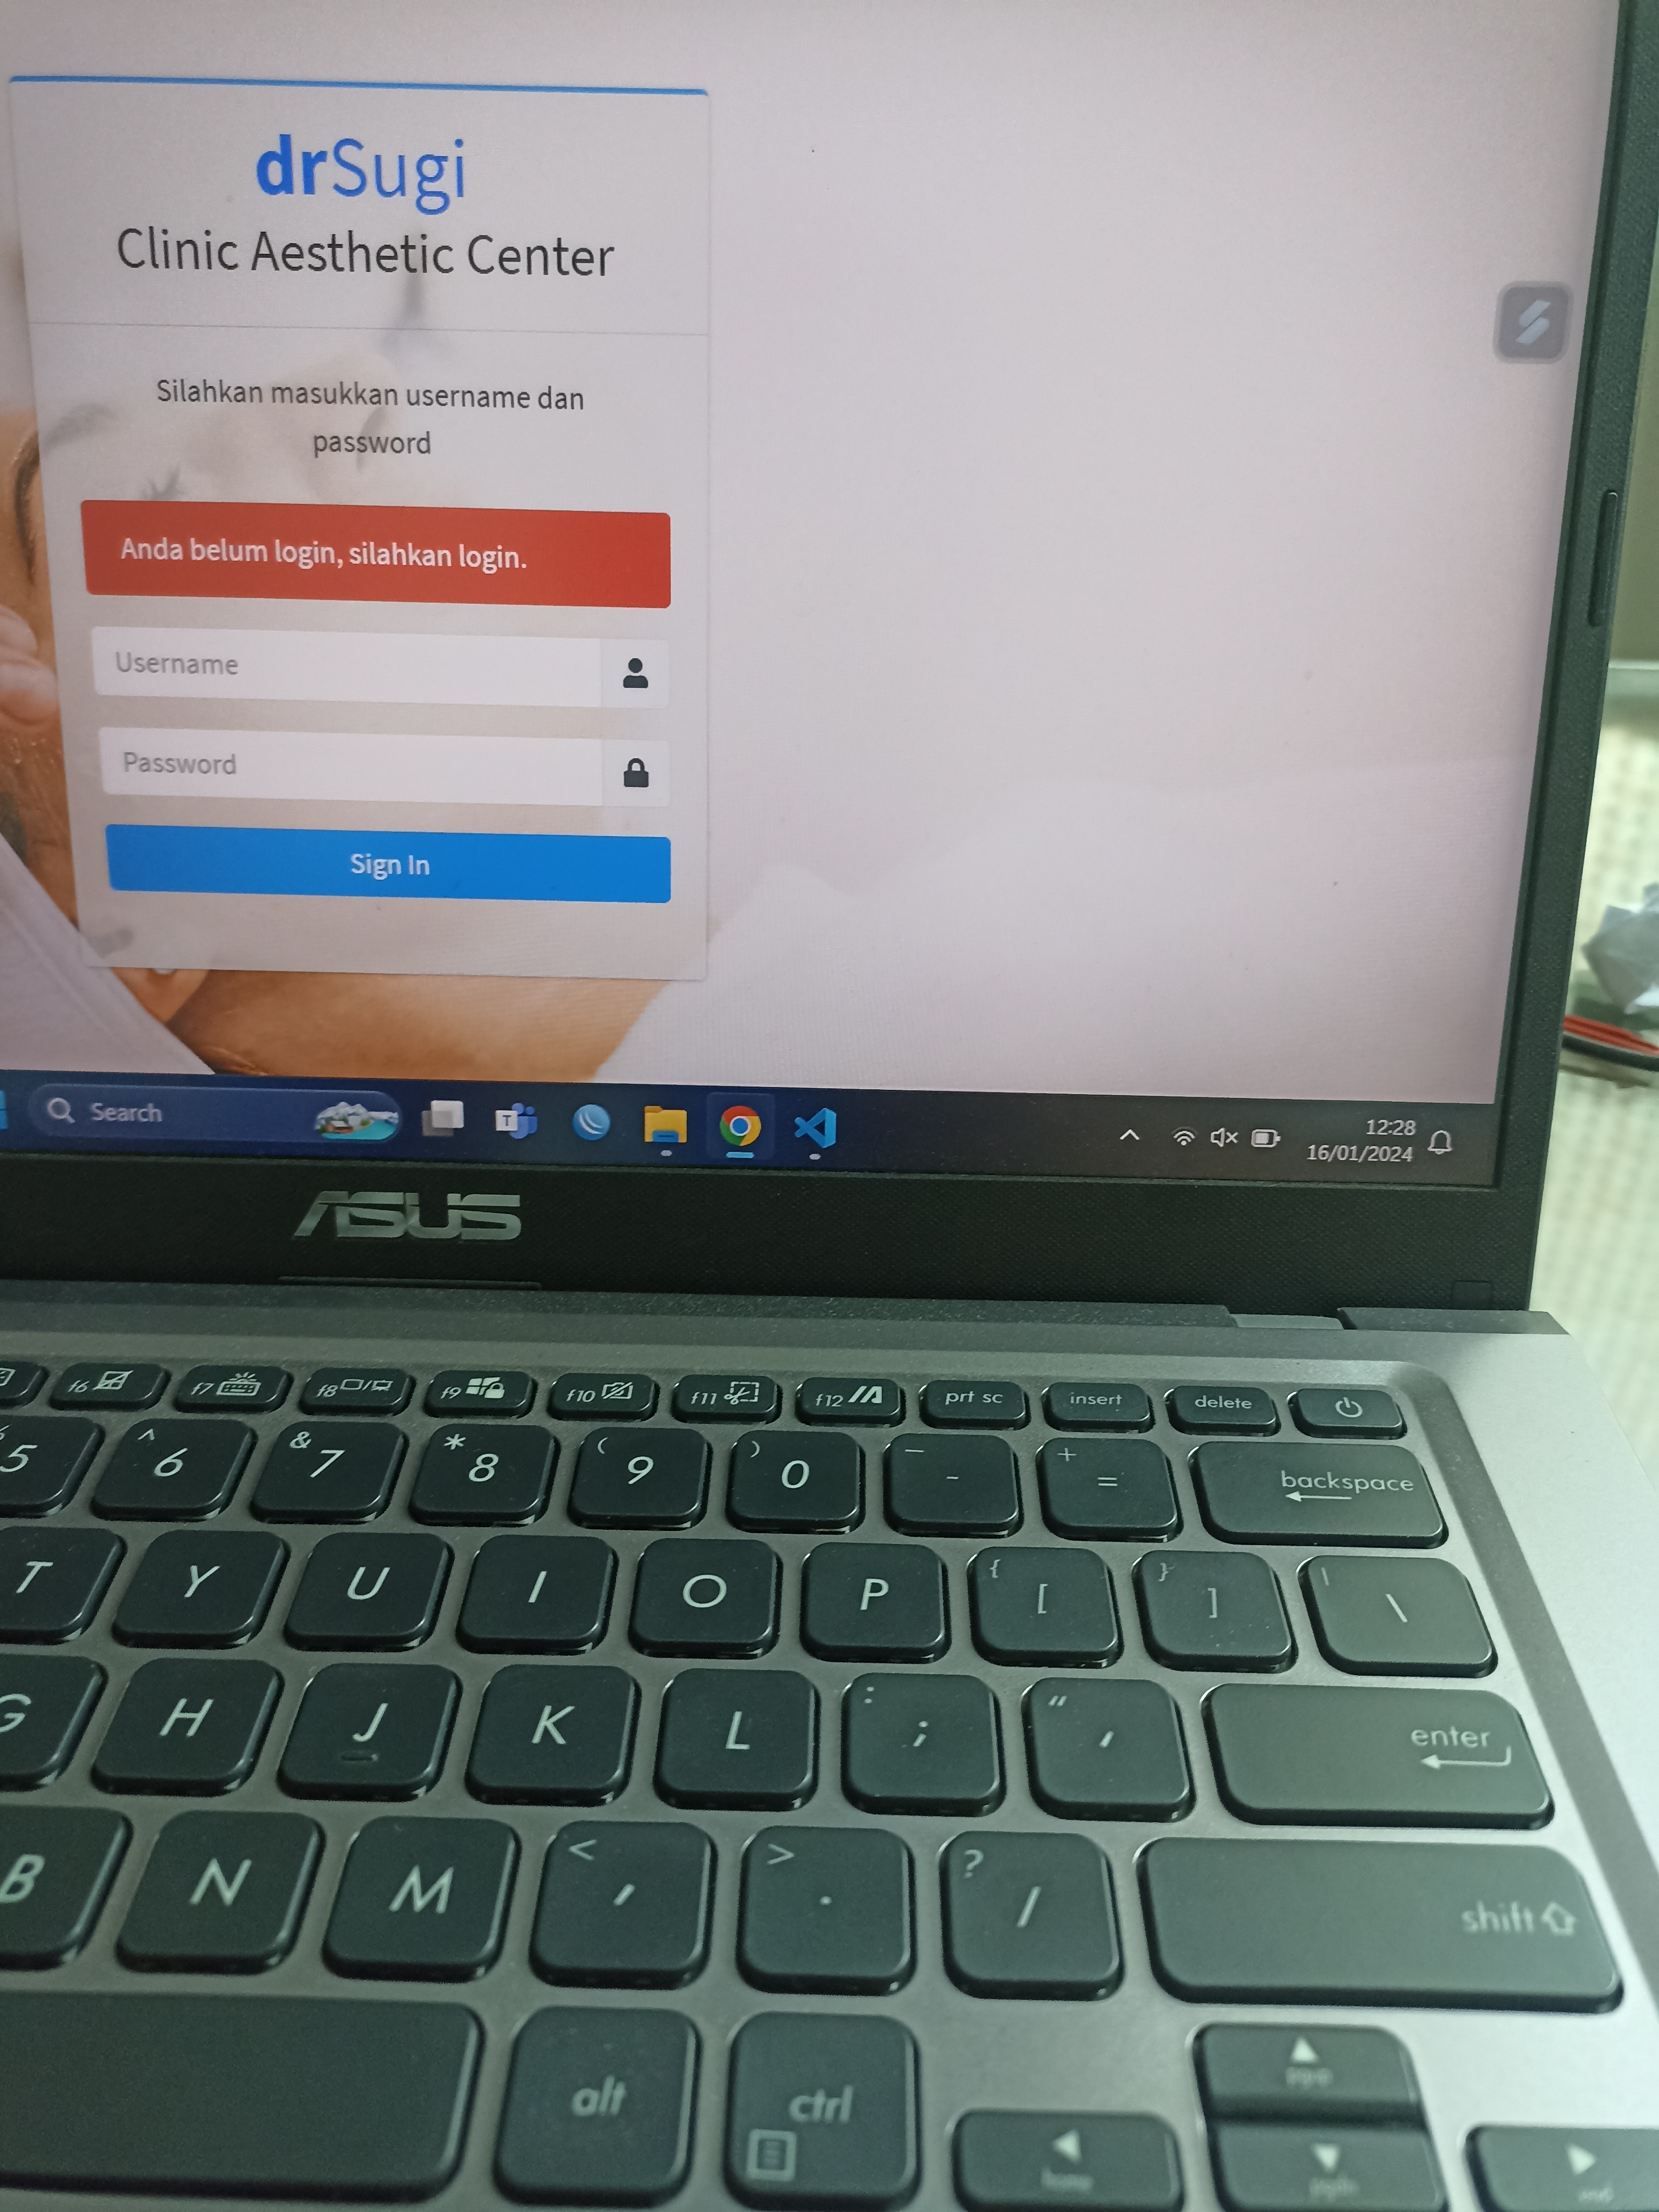 drSugi
Clinic Aesthetic Center
Silahkan masukkan username dan
password
Anda belum login, silahkan login.
Username
Password
Sign In
Search
T
12:28
16/01/2024
ASUS
f6
f7
f8
f9
f10
f11
f12
prt sc
insert
delete
5
^ 6
& 7
* 8
( 9
) 0
— -
+ =
backspace
T
Y
U
I
O
P
{ [
} ]
| \
G
H
J
K
L
: ;
" '
enter
B
N
M
< ,
> .
? /
shift
alt
ctrl
home